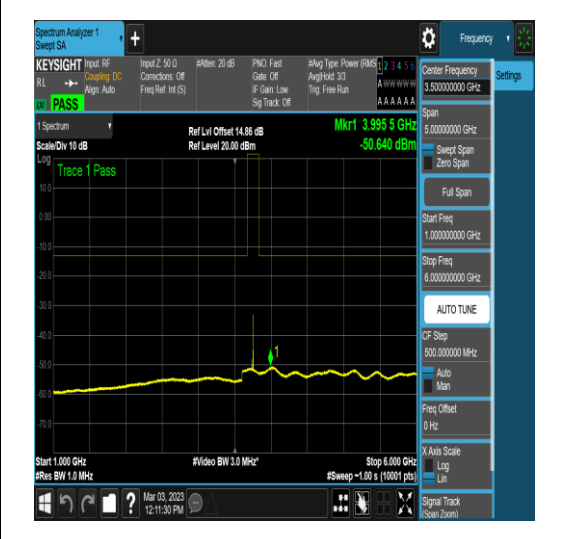 Spectrum Analyzer 1
Swept SA
Frequency
KEYSIGHT
RL
PASS
Input: RF
Coupling: DC
Align: Auto
Input Z: 50 Ω
Corrections: Off
Freq Ref: Int (S)
#Atten: 20 dB
PNO: Fast
Gate: Off
IF Gain: Low
Sig Track: Off
#Avg Type: Power (RMS
Avg|Hold: 3/3
Trig: Free Run
1 2 3 4 5 6
A W W W W W
A A A A A A
Center Frequency
3.500000000 GHz
Settings
Span
5.00000000 GHz
Swept Span
Zero Span
Full Span
Start Freq
1.000000000 GHz
Stop Freq
6.000000000 GHz
AUTO TUNE
CF Step
500.000000 MHz
Auto
Man
Freq Offset
0 Hz
X Axis Scale
Log
Lin
Signal Track
(Span Zoom)
1 Spectrum
Scale/Div 10 dB
Ref Lvl Offset 14.86 dB
Ref Level 20.00 dBm
Mkr1 3.995 5 GHz
-50.640 dBm
Log
Trace 1 Pass
10.0
0.00
-10.0
-20.0
-30.0
-40.0
-50.0
-60.0
-70.0
1
Start 1.000 GHz
#Res BW 1.0 MHz
#Video BW 3.0 MHz*
Stop 6.000 GHz
#Sweep ~1.00 s (10001 pts)
?
Mar 03, 2023
12:11:30 PM